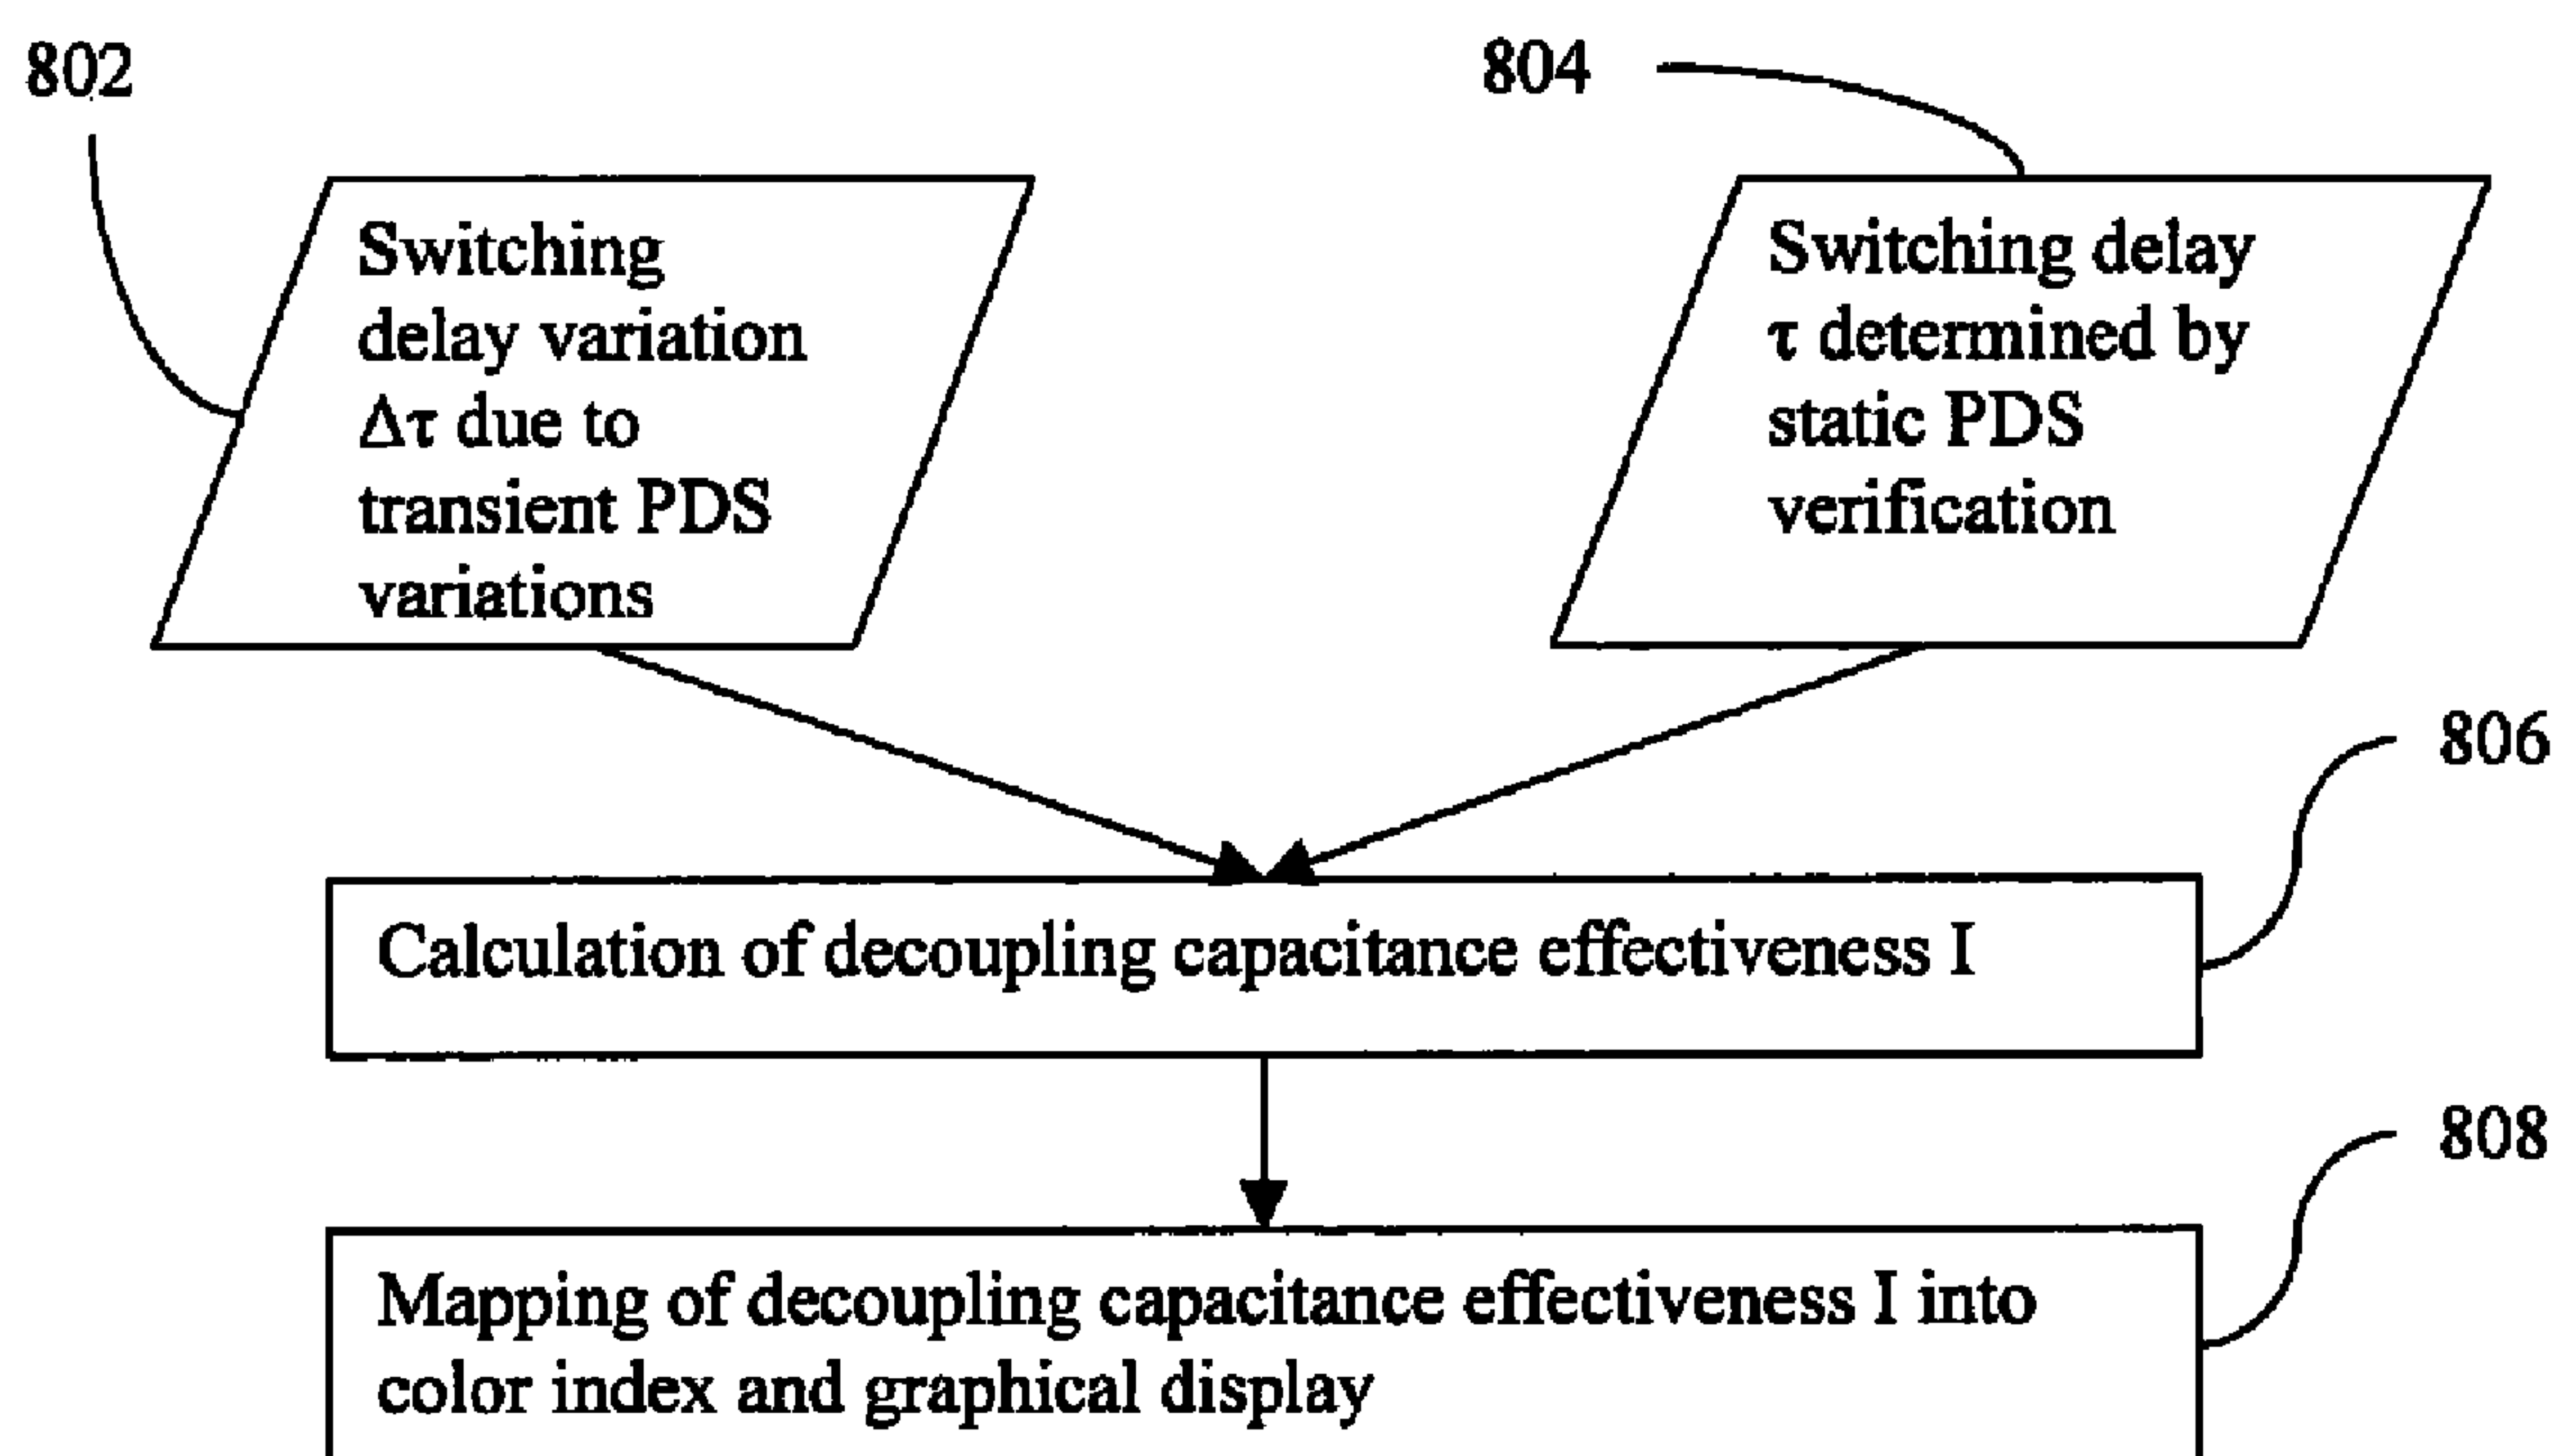 802
804
Switching
delay variation
Δτ due to
transient PDS
variations
Switching delay
τ determined by
static PDS
verification
806
Calculation of decoupling capacitance effectiveness I
808
Mapping of decoupling capacitance effectiveness I into
color index and graphical display